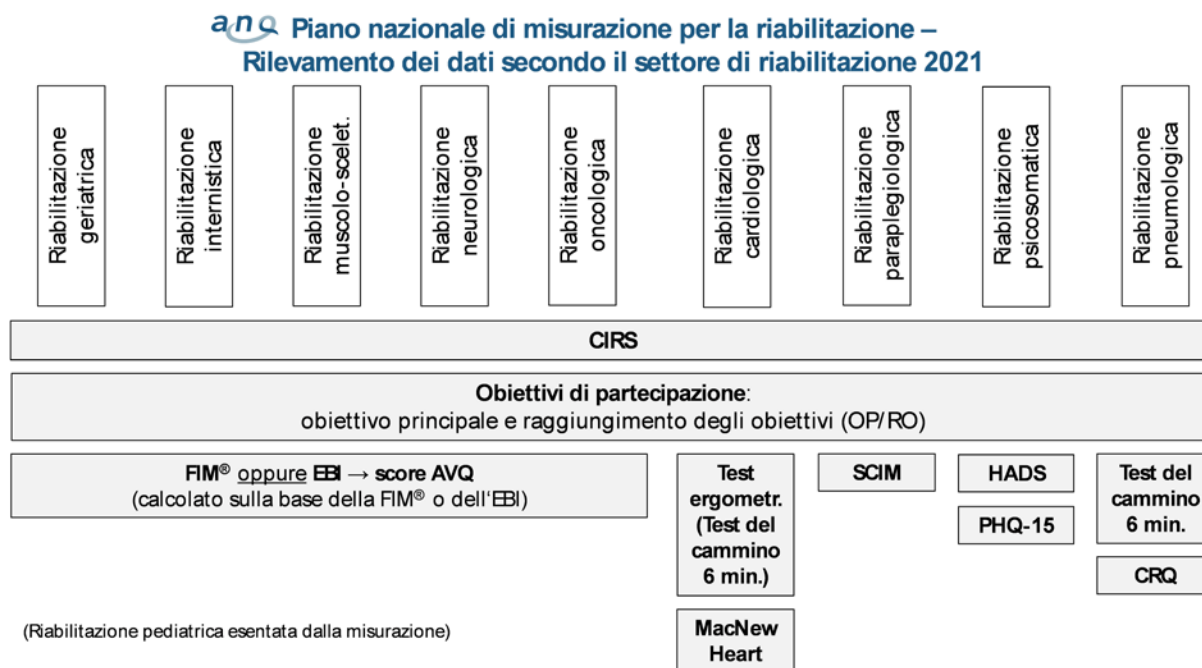 anq Piano nazionale di misurazione per la riabilitazione –
Rilevamento dei dati secondo il settore di riabilitazione 2021
Riabilitazione
geriatrica
Riabilitazione
internistica
Riabilitazione
muscolo-scelet.
Riabilitazione
neurologica
Riabilitazione
oncologica
Riabilitazione
cardiologica
Riabilitazione
paraplegiologica
Riabilitazione
psicosomatica
Riabilitazione
pneumologica
CIRS
Obiettivi di partecipazione:
obiettivo principale e raggiungimento degli obiettivi (OP/RO)
FIM® oppure EBI → score AVQ
(calcolato sulla base della FIM® o dell'EBI)
Test
ergometr.
(Test del
cammino
6 min.)
MacNew
Heart
SCIM
HADS
PHQ-15
Test del
cammino
6 min.
CRQ
(Riabilitazione pediatrica esentata dalla misurazione)